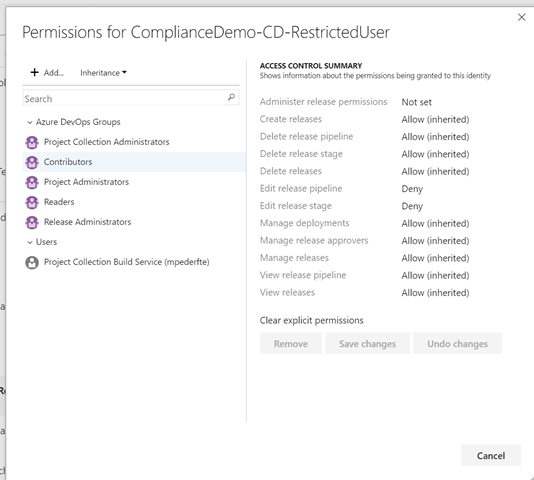 Permissions for ComplianceDemo-CD-RestrictedUser
Add...
Inheritance
Search
Azure DevOps Groups
Project Collection Administrators
Contributors
Project Administrators
Readers
Release Administrators
Users
Project Collection Build Service (mpederfte)
ACCESS CONTROL SUMMARY
Shows information about the permissions being granted to this identity
Administer release permissions Not set
Create releases Allow (inherited)
Delete release pipeline Allow (inherited)
Delete release stage Allow (inherited)
Delete releases Allow (inherited)
Edit release pipeline Deny
Edit release stage Deny
Manage deployments Allow (inherited)
Manage release approvers Allow (inherited)
Manage releases Allow (inherited)
View release pipeline Allow (inherited)
View releases Allow (inherited)
Clear explicit permissions
Remove Save changes Undo changes
Cancel